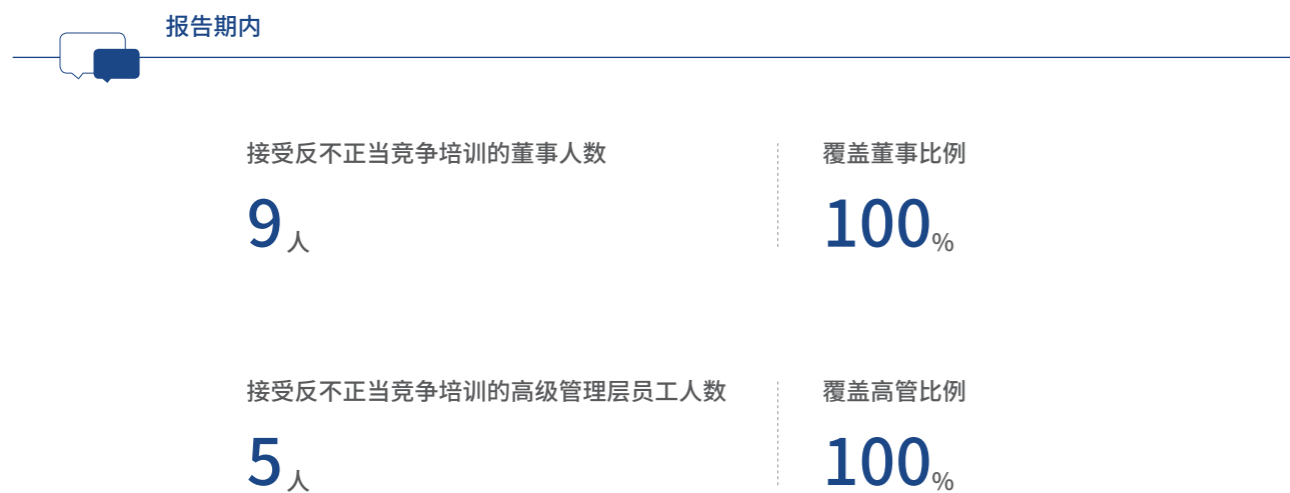 报告期内
接受反不正当竞争培训的董事人数
覆盖董事比例
9人
100%
接受反不正当竞争培训的高级管理层员工人数
覆盖高管比例
5人
100%